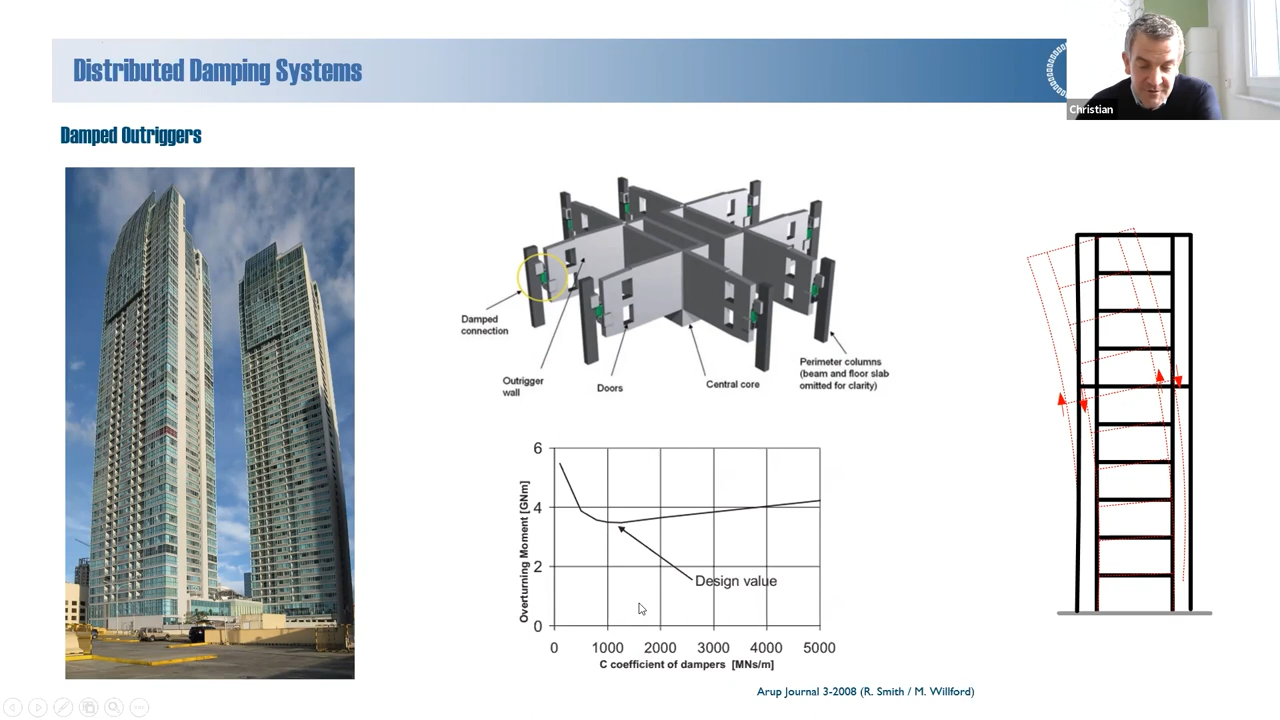 Distributed Damping Systems
Christian
Damped Outriggers
Damped
connection
Outrigger
wall
Doors
Central core
Perimeter columns
(beam and floor slab
omitted for clarity)
Overturning Moment [GNm]
6
4
2
0
Design value
0 1000 2000 3000 4000 5000
C coefficient of dampers [MNs/m]
Arup Journal 3-2008 (R. Smith / M. Willford)